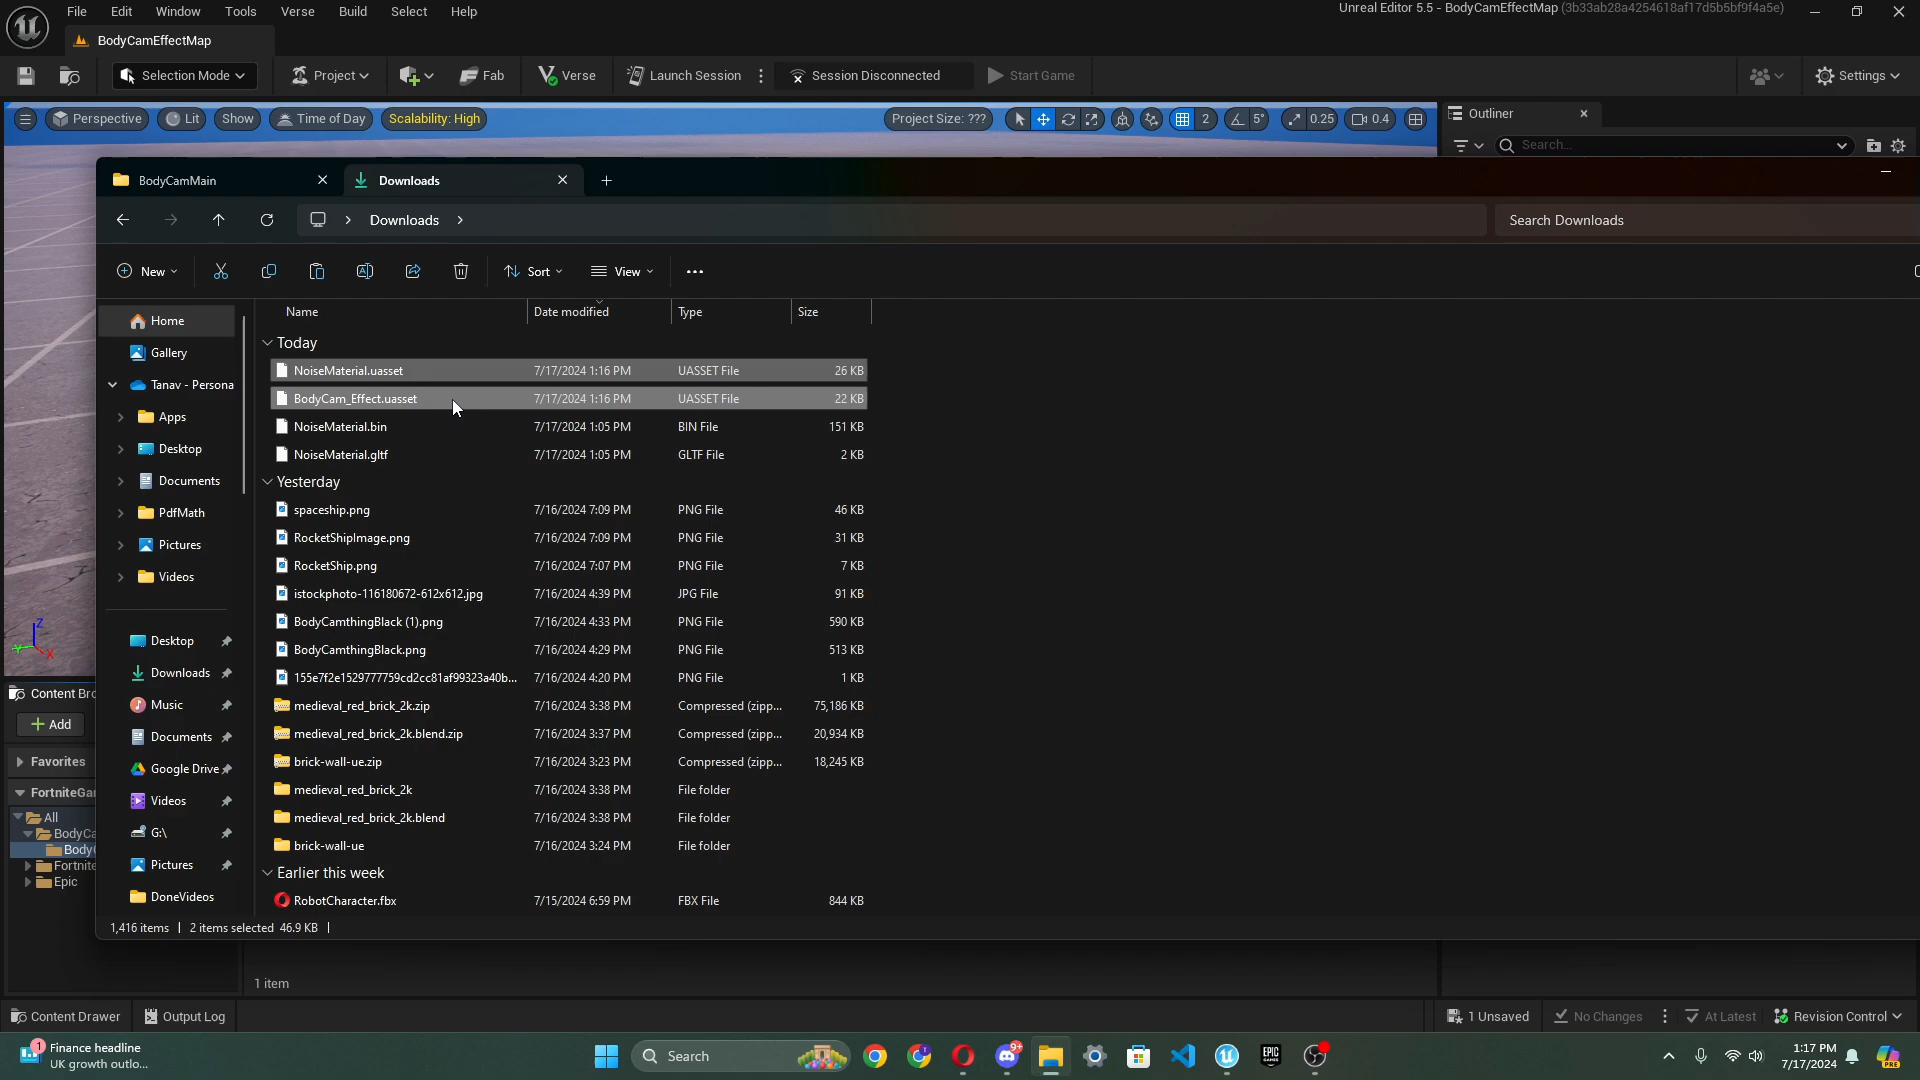 File Edit Window Tools Verse Build Select Help
Unreal Editor 5.5 - BodyCamEffectMap (3b33ab28a4254618af17d5b5bf9f4a5e)
BodyCamEffectMap
Selection Mode Project Fab Verse Launch Session Session Disconnected Start Game Settings
Perspective Lit Show Time of Day Scalability: High Project Size: ??? 2 5° 0.25 0.4
Outliner
Search...
BodyCamMain Downloads
Downloads
Search Downloads
New Sort View
Name Date modified Type Size
Home
Gallery
Tanav - Persona
Apps
Desktop
Documents
PdfMath
Pictures
Videos
Desktop
Downloads
Music
Documents
Google Drive
Videos
G:\
Pictures
DoneVideos
Today
NoiseMaterial.uasset 7/17/2024 1:16 PM UASSET File 26 KB
BodyCam_Effect.uasset 7/17/2024 1:16 PM UASSET File 22 KB
NoiseMaterial.bin 7/17/2024 1:05 PM BIN File 151 KB
NoiseMaterial.gltf 7/17/2024 1:05 PM GLTF File 2 KB
Yesterday
spaceship.png 7/16/2024 7:09 PM PNG File 46 KB
RocketShipImage.png 7/16/2024 7:09 PM PNG File 31 KB
RocketShip.png 7/16/2024 7:07 PM PNG File 7 KB
istockphoto-116180672-612x612.jpg 7/16/2024 4:39 PM JPG File 91 KB
BodyCamthingBlack (1).png 7/16/2024 4:33 PM PNG File 590 KB
BodyCamthingBlack.png 7/16/2024 4:29 PM PNG File 513 KB
155e7f2e1529777759cd2cc81af99323a40b... 7/16/2024 4:20 PM PNG File 1 KB
medieval_red_brick_2k.zip 7/16/2024 3:38 PM Compressed (zipp... 75,186 KB
medieval_red_brick_2k.blend.zip 7/16/2024 3:37 PM Compressed (zipp... 20,934 KB
brick-wall-ue.zip 7/16/2024 3:23 PM Compressed (zipp... 18,245 KB
medieval_red_brick_2k 7/16/2024 3:38 PM File folder
medieval_red_brick_2k.blend 7/16/2024 3:38 PM File folder
brick-wall-ue 7/16/2024 3:24 PM File folder
Earlier this week
RobotCharacter.fbx 7/15/2024 6:59 PM FBX File 844 KB
1,416 items 2 items selected 46.9 KB
Z
Y
X
Content Bro
Add
Favorites
FortniteGa
All
BodyCa
Body
Fortnite
Epic
1 item
Content Drawer Output Log 1 Unsaved No Changes At Latest Revision Control
1 Finance headline
UK growth outlo...
Search
9+
EPIC GAMES
1:17 PM
7/17/2024
PRE